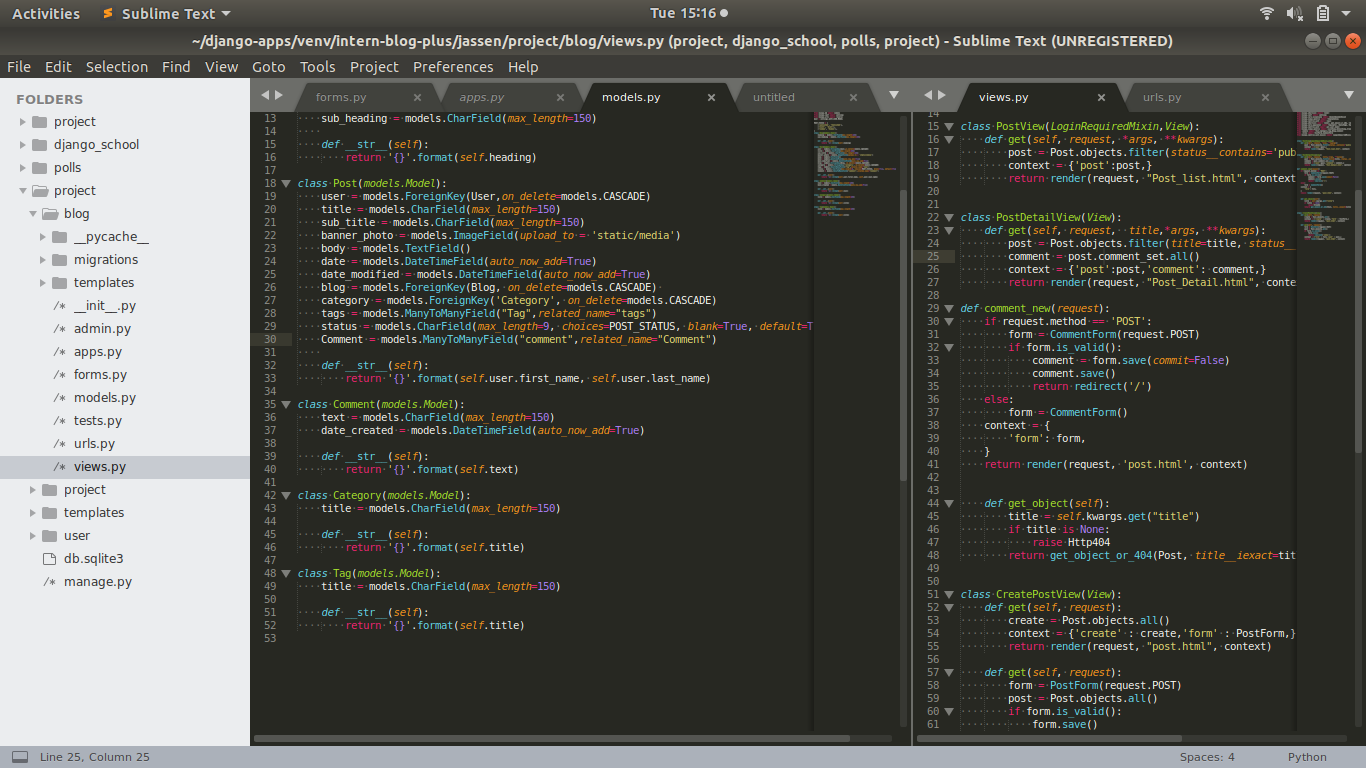 Activities Sublime Text Tue 15:16
~/django-apps/venv/intern-blog-plus/jassen/project/blog/views.py (project, django_school, polls, project) - Sublime Text (UNREGISTERED)
File Edit Selection Find View Goto Tools Project Preferences Help
FOLDERS
project
django_school
polls
project
blog
__pycache__
migrations
templates
/* __init__.py
/* admin.py
/* apps.py
/* forms.py
/* models.py
/* tests.py
/* urls.py
/* views.py
project
templates
user
db.sqlite3
/* manage.py
forms.py apps.py models.py untitled
13 sub_heading = models.CharField(max_length=150)
14
15 def __str__(self):
16 return '{}'.format(self.heading)
17
18 class Post(models.Model):
19 user = models.ForeignKey(User,on_delete=models.CASCADE)
20 title = models.CharField(max_length=150)
21 sub_title = models.CharField(max_length=150)
22 banner_photo = models.ImageField(upload_to = 'static/media')
23 body = models.TextField()
24 date = models.DateTimeField(auto_now_add=True)
25 date_modified = models.DateTimeField(auto_now_add=True)
26 blog = models.ForeignKey(Blog, on_delete=models.CASCADE)
27 category = models.ForeignKey('Category', on_delete=models.CASCADE)
28 tags = models.ManyToManyField("Tag",related_name="tags")
29 status = models.CharField(max_length=9, choices=POST_STATUS, blank=True, default=T
30 Comment = models.ManyToManyField("comment",related_name="Comment")
31
32 def __str__(self):
33 return '{}'.format(self.user.first_name, self.user.last_name)
34
35 class Comment(models.Model):
36 text = models.CharField(max_length=150)
37 date_created = models.DateTimeField(auto_now_add=True)
38
39 def __str__(self):
40 return '{}'.format(self.text)
41
42 class Category(models.Model):
43 title = models.CharField(max_length=150)
44
45 def __str__(self):
46 return '{}'.format(self.title)
47
48 class Tag(models.Model):
49 title = models.CharField(max_length=150)
50
51 def __str__(self):
52 return '{}'.format(self.title)
53
views.py urls.py
14
15 class PostView(LoginRequiredMixin,View):
16 def get(self, request, *args, **kwargs):
17 post = Post.objects.filter(status__contains='pub
18 context = {'post':post,}
19 return render(request, "Post_list.html", context
20
21
22 class PostDetailView(View):
23 def get(self, request, title,*args, **kwargs):
24 post = Post.objects.filter(title=title, status__
25 comment = post.comment_set.all()
26 context = {'post':post,'comment': comment,}
27 return render(request, "Post_Detail.html", conte
28
29 def comment_new(request):
30 if request.method == 'POST':
31 form = CommentForm(request.POST)
32 if form.is_valid():
33 comment = form.save(commit=False)
34 comment.save()
35 return redirect('/')
36 else:
37 form = CommentForm()
38 context = {
39 'form': form,
40 }
41 return render(request, 'post.html', context)
42
43
44 def get_object(self):
45 title = self.kwargs.get("title")
46 if title is None:
47 raise Http404
48 return get_object_or_404(Post, title__iexact=tit
49
50
51 class CreatePostView(View):
52 def get(self, request):
53 create = Post.objects.all()
54 context = {'create' : create,'form' : PostForm,}
55 return render(request, "post.html", context)
56
57 def get(self, request):
58 form = PostForm(request.POST)
59 post = Post.objects.all()
60 if form.is_valid():
61 form.save()
Line 25, Column 25 Spaces: 4 Python